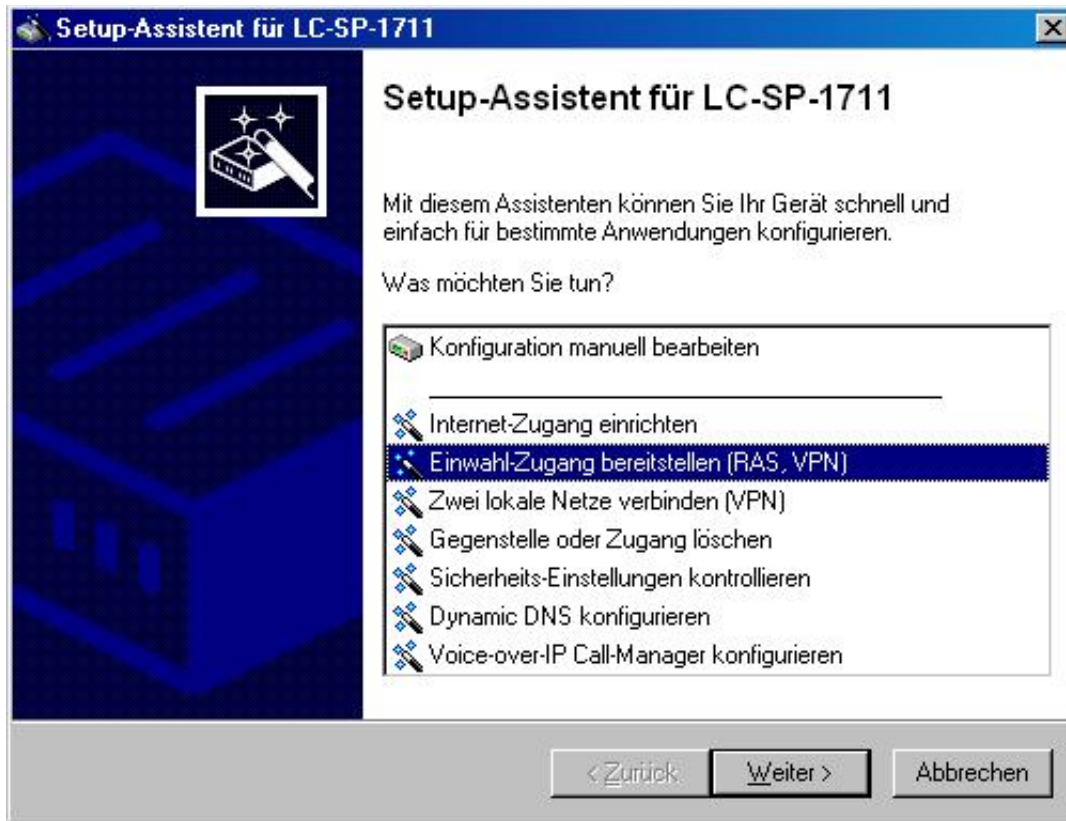 Setup-Assistent für LC-SP-1711
Setup-Assistent für LC-SP-1711
Mit diesem Assistenten können Sie Ihr Gerät schnell und
einfach für bestimmte Anwendungen konfigurieren.
Was möchten Sie tun?
Konfiguration manuell bearbeiten
Internet-Zugang einrichten
Einwahl-Zugang bereitstellen (RAS, VPN)
Zwei lokale Netze verbinden (VPN)
Gegenstelle oder Zugang löschen
Sicherheits-Einstellungen kontrollieren
Dynamic DNS konfigurieren
Voice-over-IP Call-Manager konfigurieren
< Zurück Weiter > Abbrechen